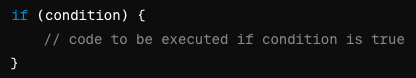 if (condition) {
    // code to be executed if condition is true
}